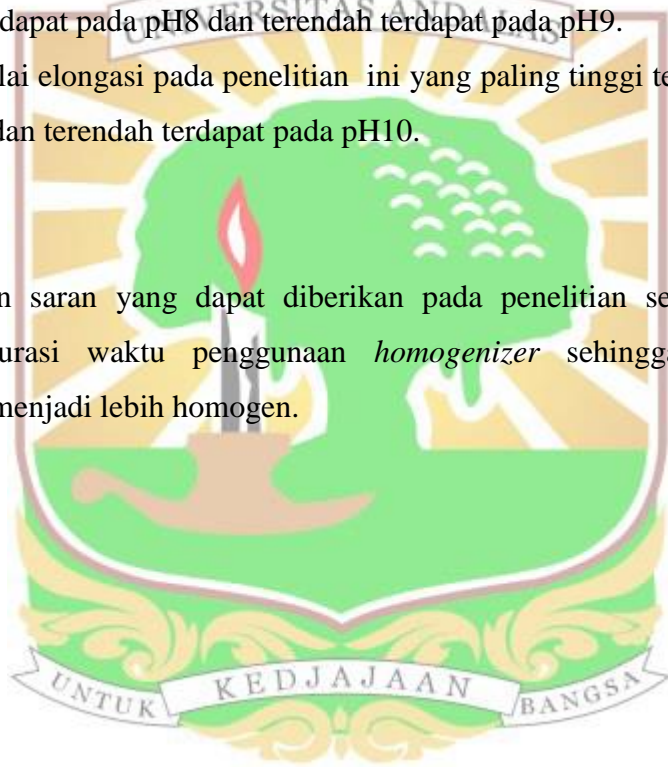 dapat pada pH8 dan terendah terdapat pada pH9.
UNIVERSITAS ANDALAS
lai elongasi pada penelitian ini yang paling tinggi te
dan terendah terdapat pada pH10.
n saran yang dapat diberikan pada penelitian se
urasi waktu penggunaan homogenizer sehingga
menjadi lebih homogen.
UNTUK KEDJAJAAN BANGSA